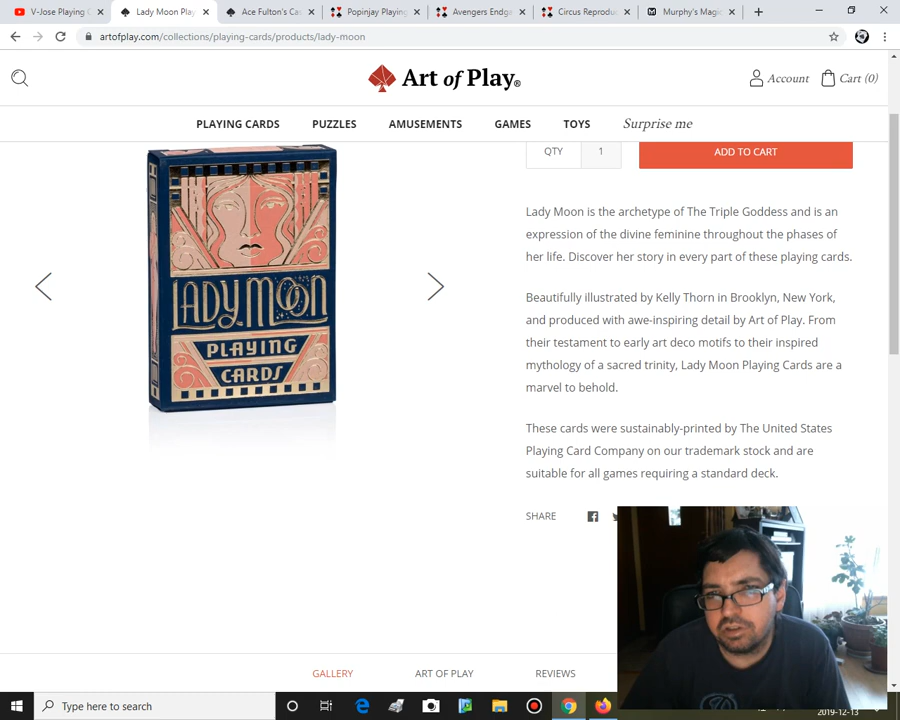 V-Jose Playing C
Lady Moon Play
Ace Fulton's Ca
Popinjay Playing
Avengers Endga
Circus Reprodu
Murphy's Magic
artofplay.com/collections/playing-cards/products/lady-moon
Art of Play®
Account
Cart (0)
PLAYING CARDS
PUZZLES
AMUSEMENTS
GAMES
TOYS
Surprise me
QTY
1
ADD TO CART
LADY MOON
PLAYING
CARDS
Lady Moon is the archetype of The Triple Goddess and is an
expression of the divine feminine throughout the phases of
her life. Discover her story in every part of these playing cards.
Beautifully illustrated by Kelly Thorn in Brooklyn, New York,
and produced with awe-inspiring detail by Art of Play. From
their testament to early art deco motifs to their inspired
mythology of a sacred trinity, Lady Moon Playing Cards are a
marvel to behold.
These cards were sustainably-printed by The United States
Playing Card Company on our trademark stock and are
suitable for all games requiring a standard deck.
SHARE
GALLERY
ART OF PLAY
REVIEWS
Type here to search
2019-12-13